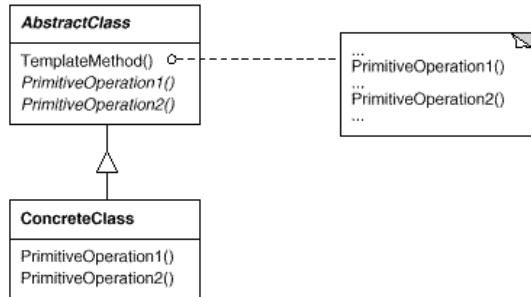 AbstractClass
TemplateMethod()
PrimitiveOperation1()
PrimitiveOperation2()
...
PrimitiveOperation1()
...
PrimitiveOperation2()
...
ConcreteClass
PrimitiveOperation1()
PrimitiveOperation2()